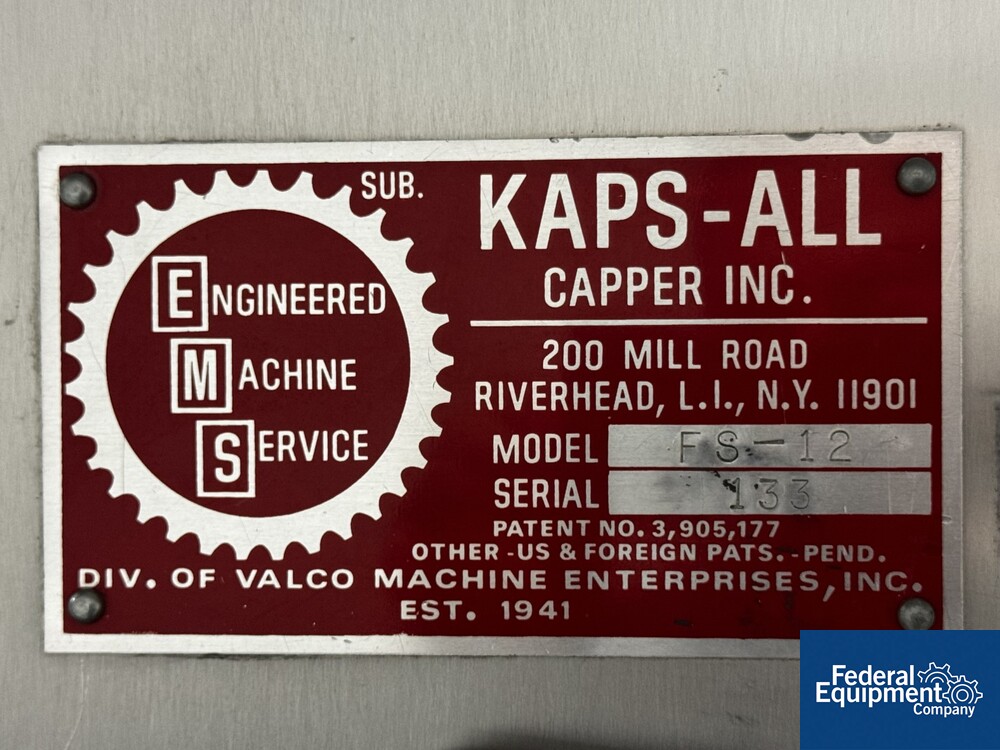 SUB.
KAPS-ALL
CAPPER INC.
ENGINEERED
MACHINE
SERVICE
200 MILL ROAD
RIVERHEAD, L.I., N.Y. 11901
MODEL FS-12
SERIAL 133
PATENT NO. 3,905,177
OTHER - US & FOREIGN PATS. - PEND.
DIV. OF VALCO MACHINE ENTERPRISES, INC.
EST. 1941
Federal
Equipment
Company